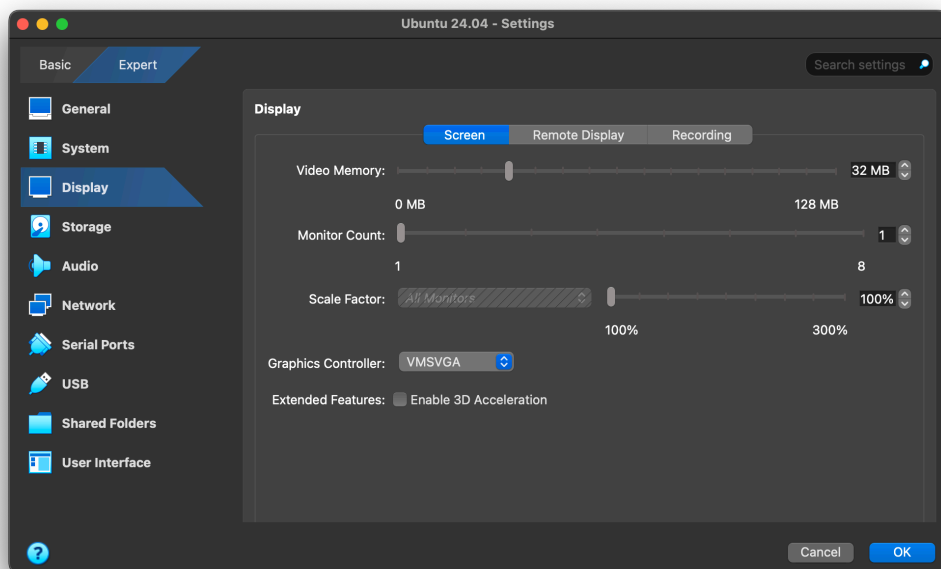 Ubuntu 24.04 - Settings
Basic
Expert
Search settings
General
System
Display
Storage
Audio
Network
Serial Ports
USB
Shared Folders
User Interface
Display
Screen
Remote Display
Recording
Video Memory:
32 MB
0 MB
128 MB
Monitor Count:
1
1
8
Scale Factor:
All Monitors
100%
100%
300%
Graphics Controller:
VMSVGA
Extended Features:
Enable 3D Acceleration
?
Cancel
OK